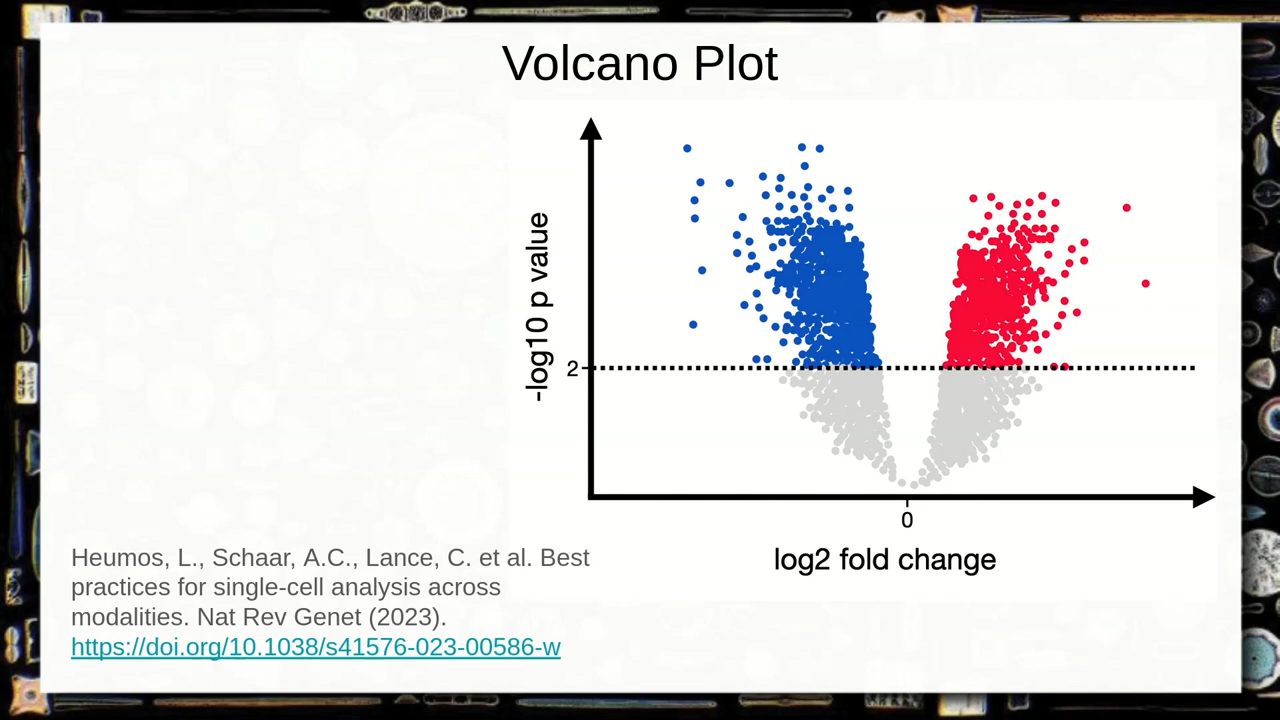 Volcano Plot
-log10 p value
2
0
log2 fold change
Heumos, L., Schaar, A.C., Lance, C. et al. Best
practices for single-cell analysis across
modalities. Nat Rev Genet (2023).
https://doi.org/10.1038/s41576-023-00586-w